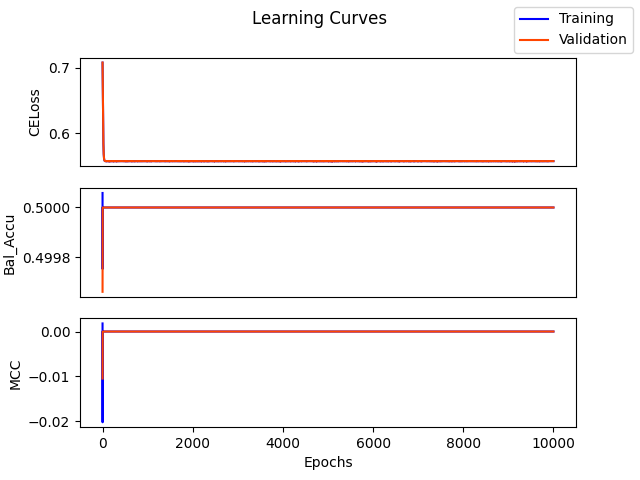 Learning Curves
Training
Validation
CELoss
0.7
0.6
Bal_Accu
0.5000
0.4998
MCC
0.00
−0.01
−0.02
0 2000 4000 6000 8000 10000
Epochs